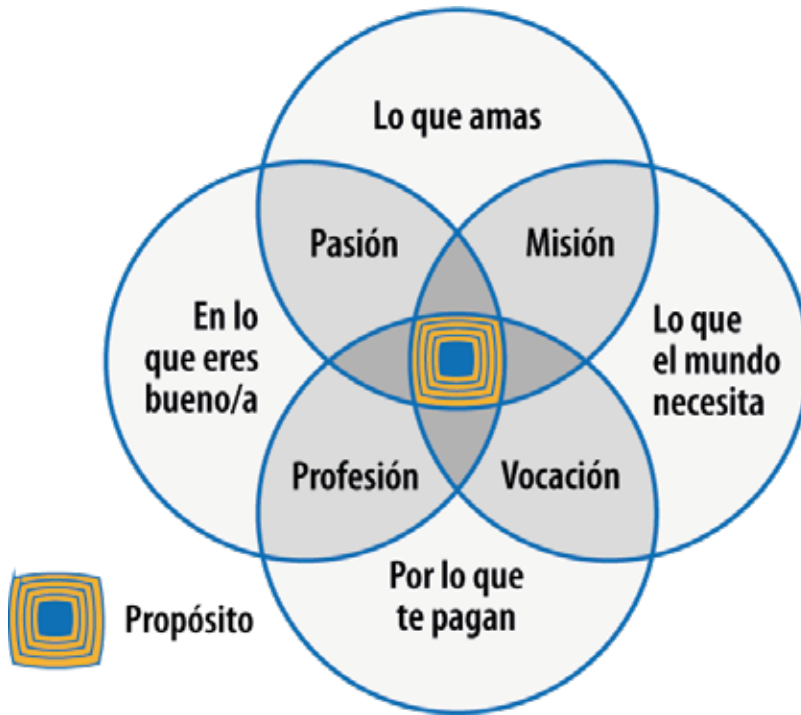 Lo que amas
Pasión
Misión
En lo
que eres
bueno/a
Lo que
el mundo
necesita
Profesión
Vocación
Por lo que
te pagan
Propósito